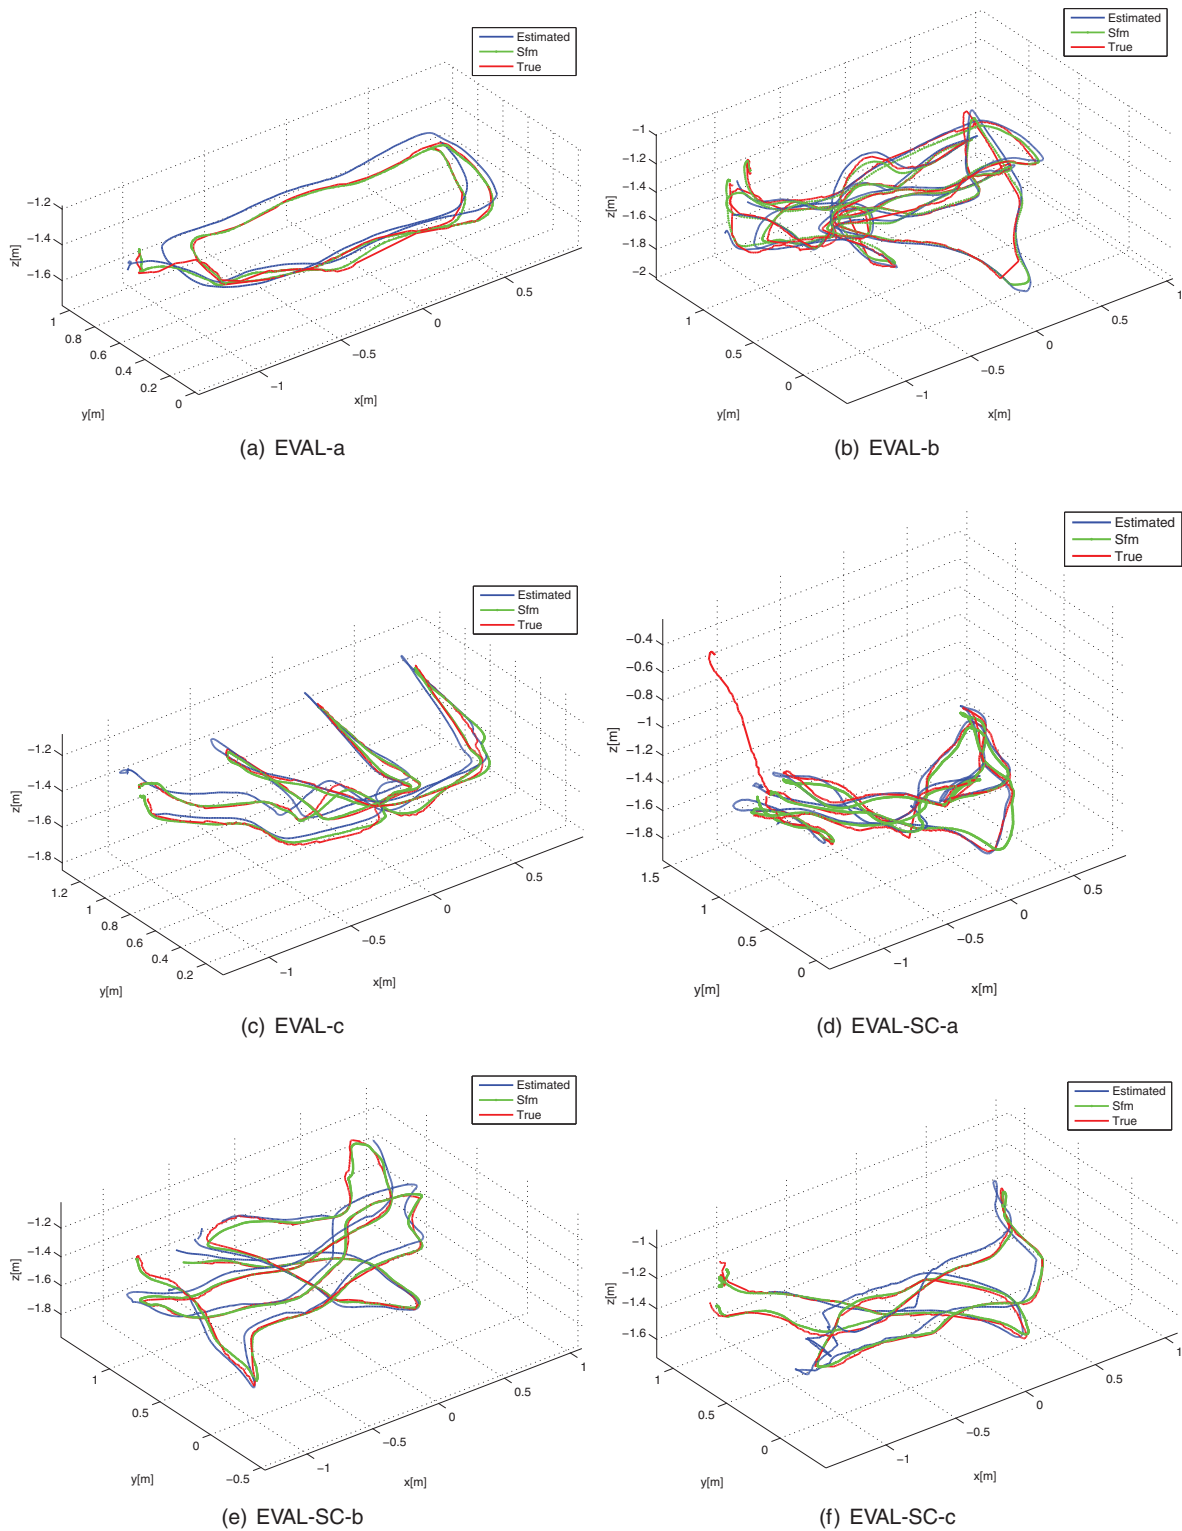 Estimated
Sfm
True
−1.2
−1.4
−1.6
z[m]
1
0.8
0.6
0.4
0.2
0
y[m]
−1
−0.5
0
0.5
x[m]
(a) EVAL-a
Estimated
Sfm
True
−1
−1.2
−1.4
−1.6
−1.8
−2
z[m]
1
0.5
0
y[m]
−1
−0.5
0
0.5
1
x[m]
(b) EVAL-b
Estimated
Sfm
True
−1.2
−1.4
−1.6
−1.8
z[m]
1.2
1
0.8
0.6
0.4
0.2
y[m]
−1
−0.5
0
0.5
x[m]
(c) EVAL-c
Estimated
Sfm
True
−0.4
−0.6
−0.8
−1
−1.2
−1.4
−1.6
−1.8
z[m]
1.5
1
0.5
0
y[m]
−1
−0.5
0
0.5
x[m]
(d) EVAL-SC-a
Estimated
Sfm
True
−1.2
−1.4
−1.6
−1.8
z[m]
1
0.5
0
−0.5
y[m]
−1
−0.5
0
0.5
1
x[m]
(e) EVAL-SC-b
Estimated
Sfm
True
−1
−1.2
−1.4
−1.6
z[m]
1
0.5
0
y[m]
−1
−0.5
0
0.5
1
x[m]
(f) EVAL-SC-c